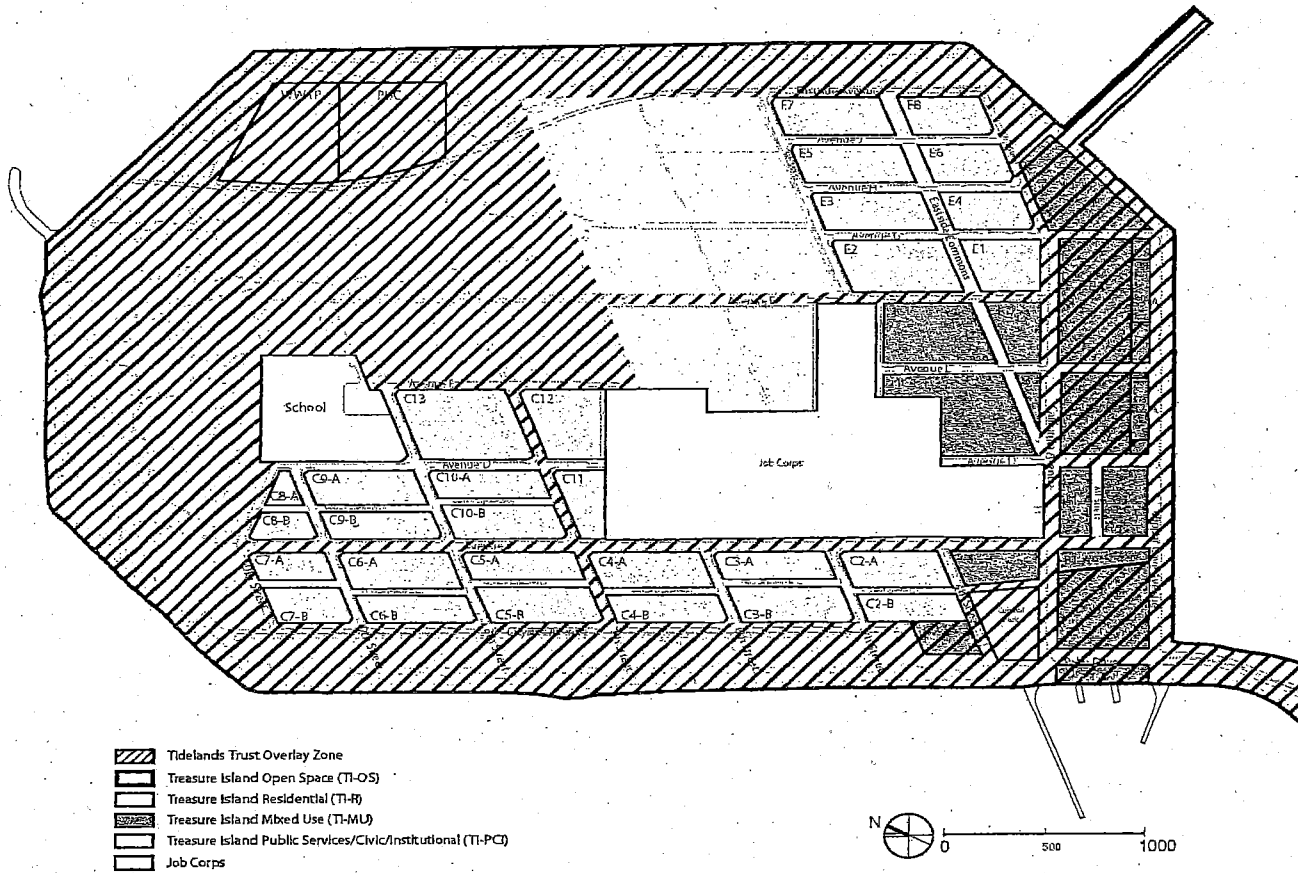 WWTP
PUC
E7
E8
E5
E6
Avenue H
E3
E4
Eastside Commons
E2
E1
School
C13
C12
Avenue D
Job Corps
C8-A
C9-A
C10-A
C11
C8-B
C9-B
C10-B
C7-A
C6-A
C5-A
C4-A
C3-A
C2-A
C7-B
C6-B
C5-B
C4-B
C3-B
C2-B
Tidelands Trust Overlay Zone
Treasure Island Open Space (TI-OS)
Treasure Island Residential (TI-R)
Treasure Island Mixed Use (TI-MU)
Treasure Island Public Services/Civic/Institutional (TI-PCI)
Job Corps
N
0
500
1000